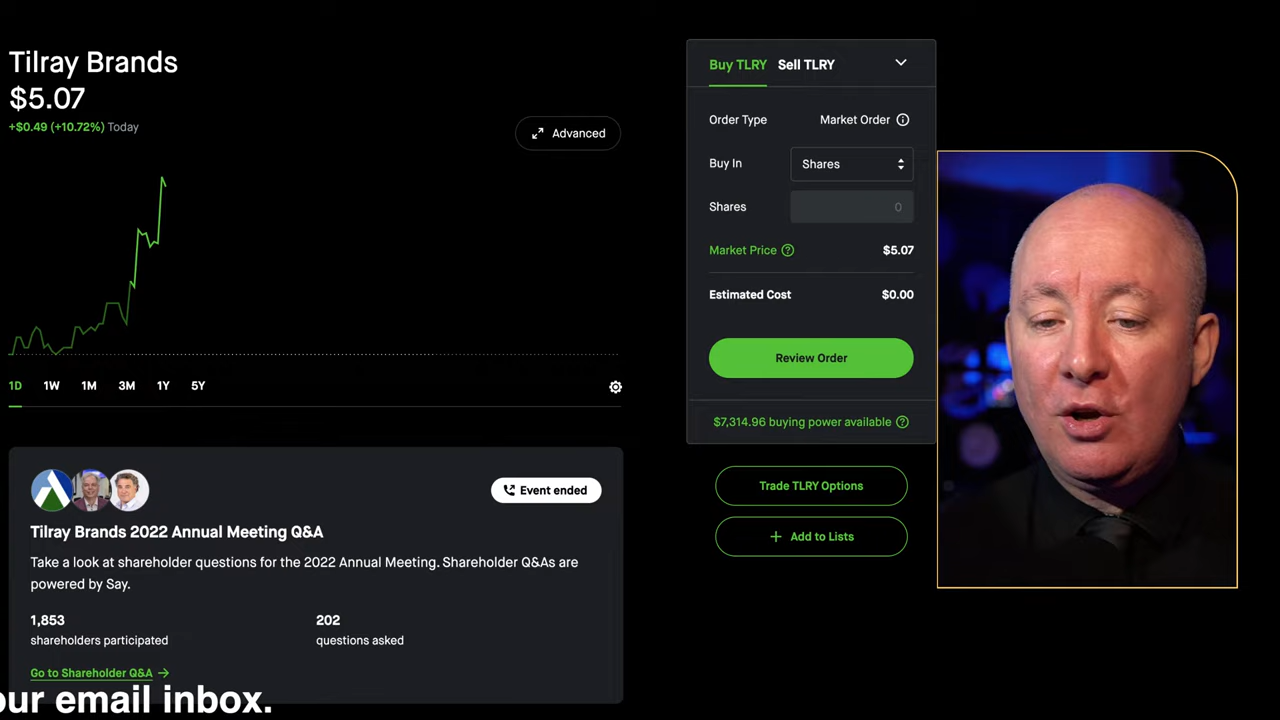 Tilray Brands
$5.07
+$0.49 (+10.72%) Today
Advanced
1D 1W 1M 3M 1Y 5Y
Event ended
Tilray Brands 2022 Annual Meeting Q&A
Take a look at shareholder questions for the 2022 Annual Meeting. Shareholder Q&As are
powered by Say.
1,853 202
shareholders participated questions asked
Go to Shareholder Q&A →
Buy TLRY Sell TLRY
Order Type Market Order
Buy In Shares
Shares 0
Market Price $5.07
Estimated Cost $0.00
Review Order
$7,314.96 buying power available
Trade TLRY Options
+ Add to Lists
our email inbox.